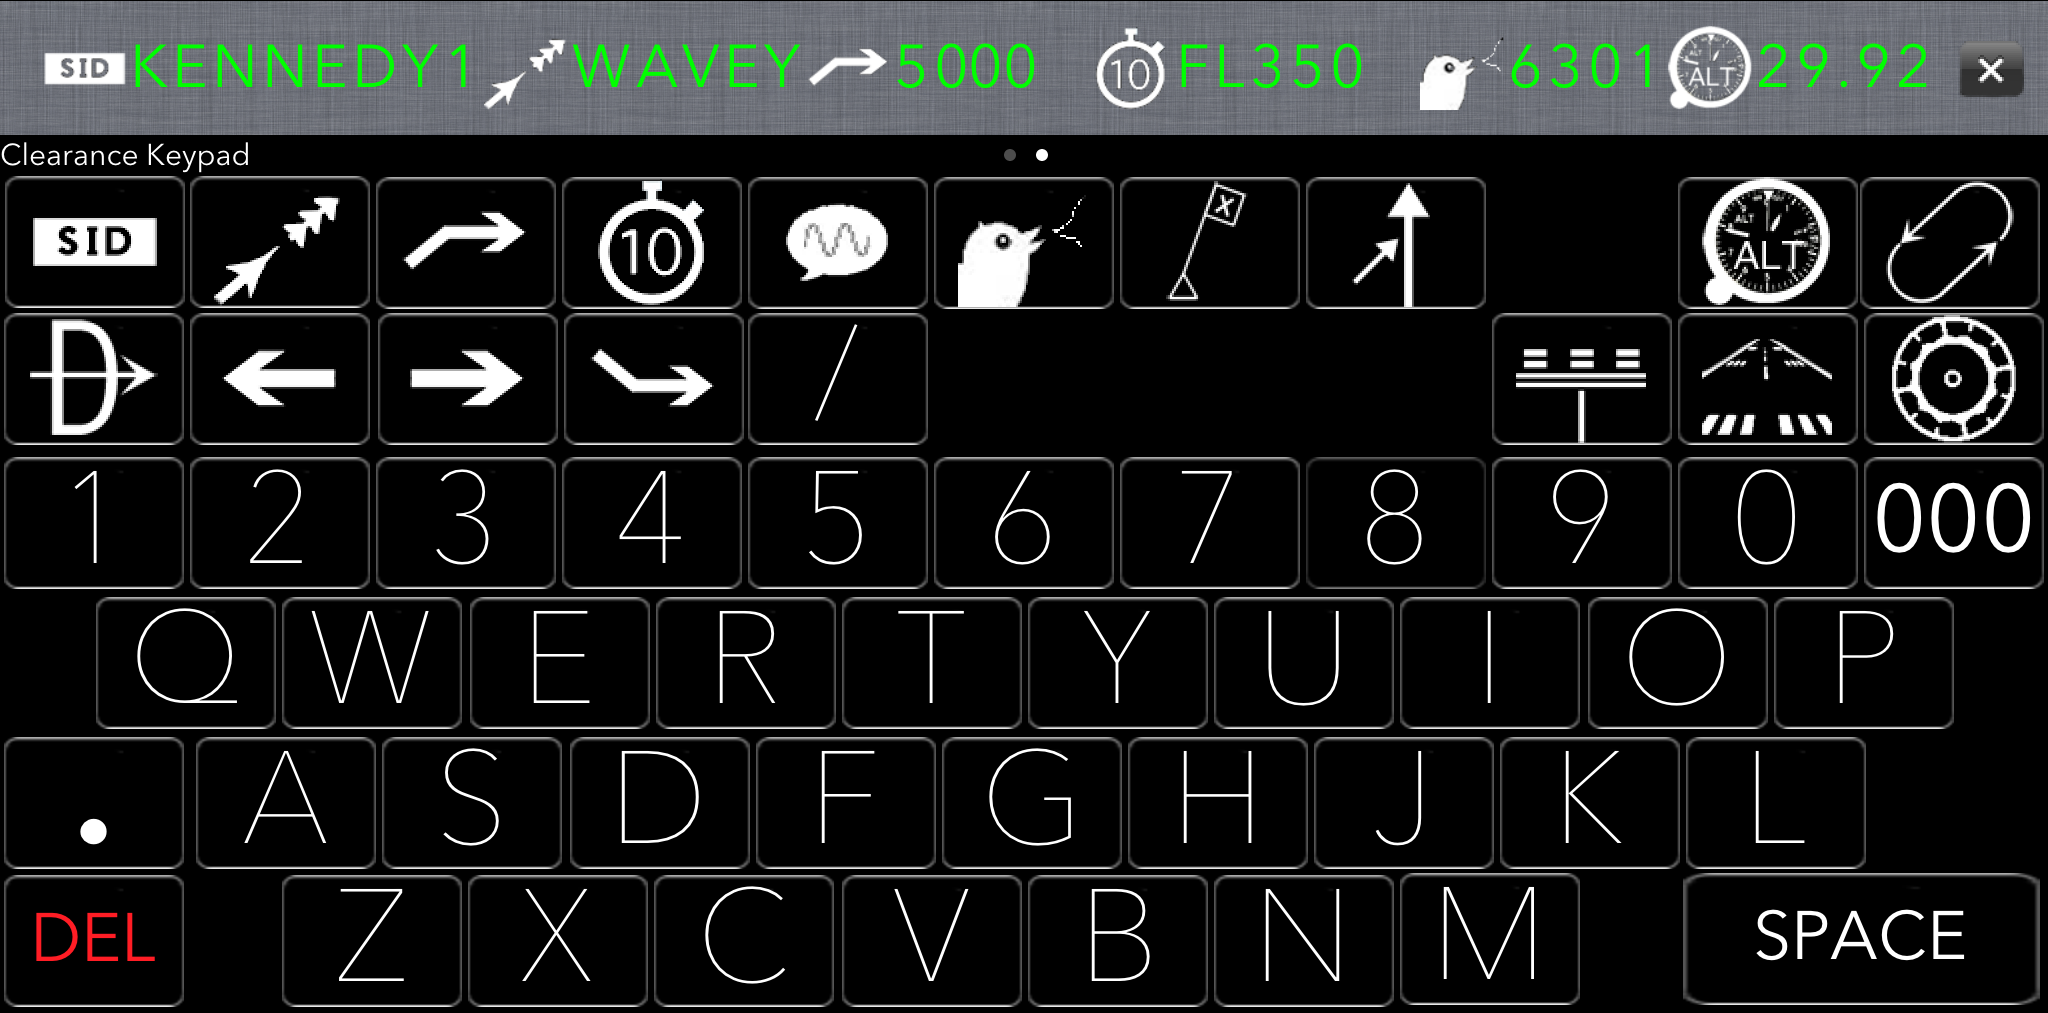 SID KENNEDY1 WAVEY 5000 10 FL350 6301 ALT 29.92 X
Clearance Keypad
SID 10 X ALT ALT
D /
1 2 3 4 5 6 7 8 9 0 000
Q W E R T Y U I O P
. A S D F G H J K L
DEL Z X C V B N M SPACE